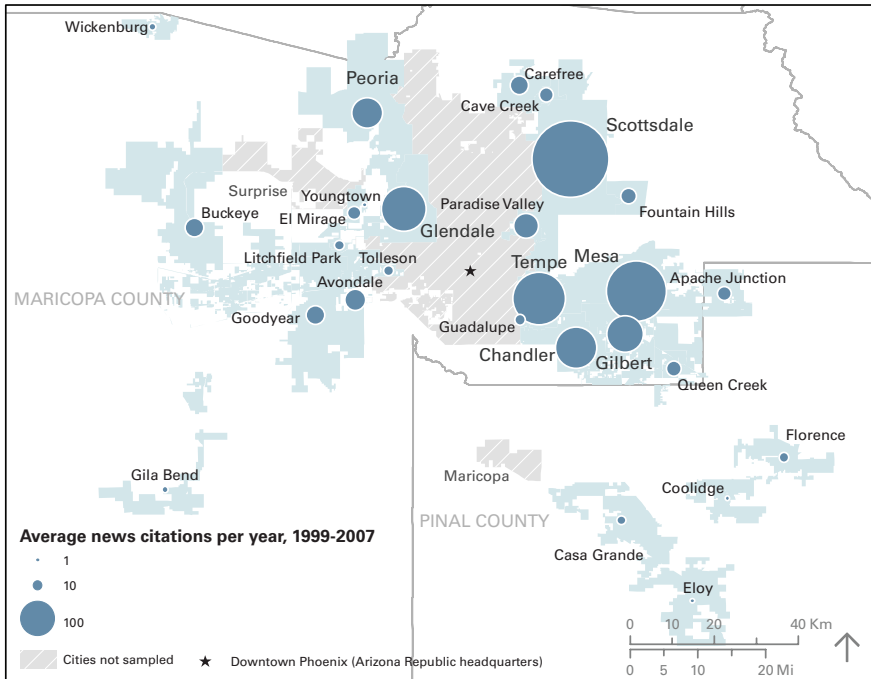 Wickenburg
Peoria
Carefree
Cave Creek
Scottsdale
Surprise
Youngtown
El Mirage
Buckeye
Glendale
Paradise Valley
Fountain Hills
Litchfield Park
Tolleson
Avondale
Goodyear
MARICOPA COUNTY
Tempe
Mesa
Apache Junction
Guadalupe
Chandler
Gilbert
Queen Creek
Gila Bend
Maricopa
Florence
Coolidge
PINAL COUNTY
Casa Grande
Eloy
Average news citations per year, 1999-2007
1
10
100
Cities not sampled
Downtown Phoenix (Arizona Republic headquarters)
0 10 20 40 Km
0 5 10 20 Mi